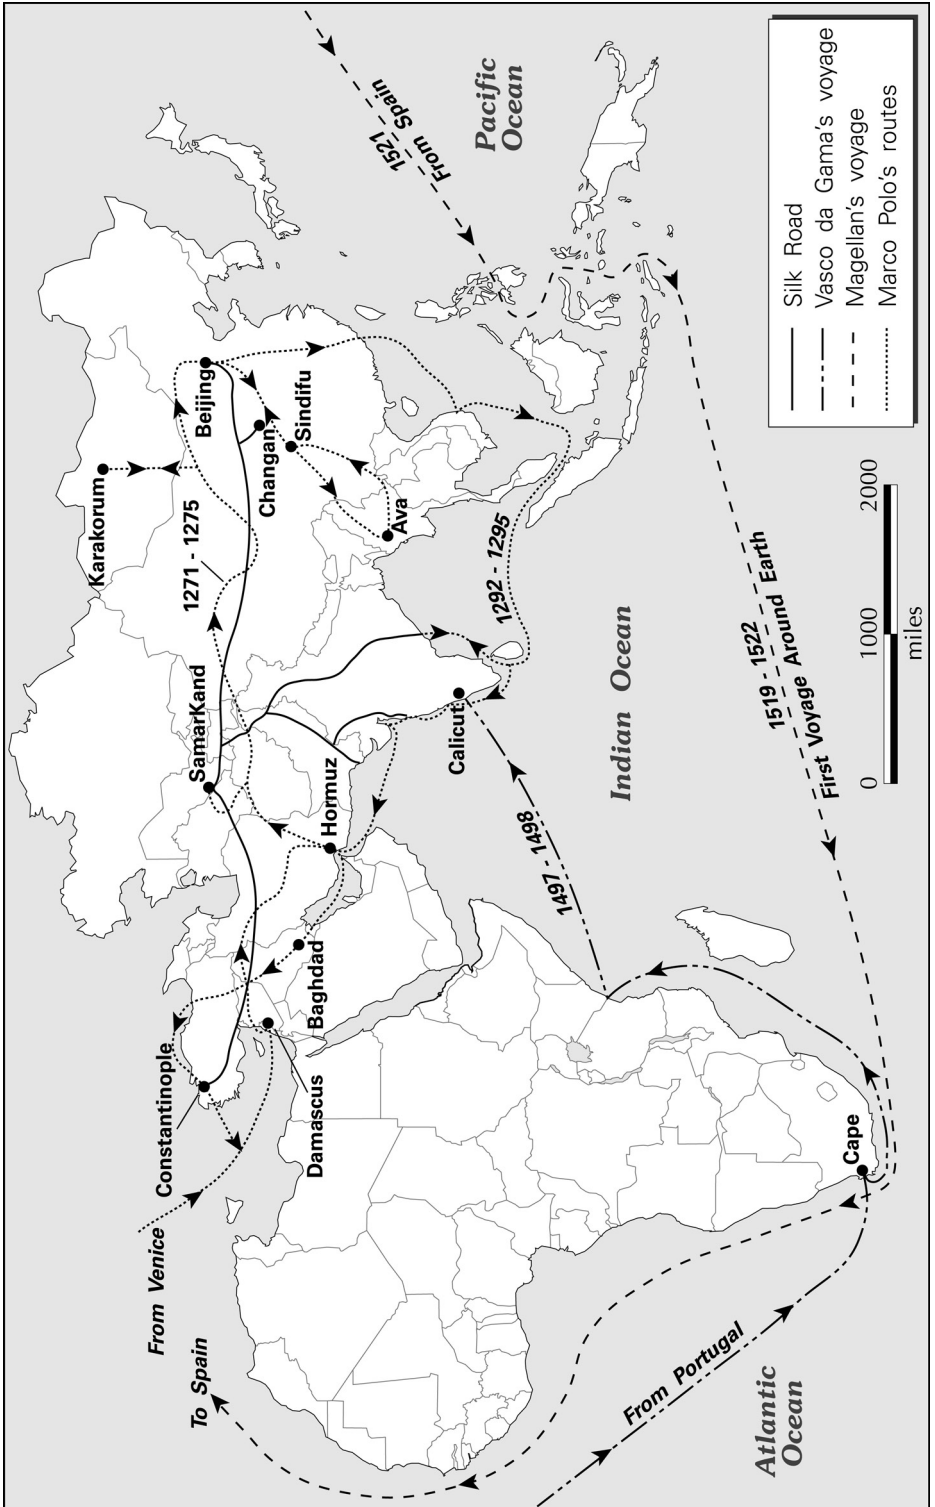 Pacific
Ocean
1521
From Spain
Karakorum
Beijing
Changan
Sindifu
Ava
1271 - 1275
SamarKand
1292 - 1295
Hormuz
Calicut
Indian Ocean
1497 - 1498
Constantinople
Baghdad
Damascus
From Venice
To Spain
Cape
From Portugal
Atlantic
Ocean
1519 - 1522
First Voyage Around Earth
0 1000 2000
miles
Silk Road
Vasco da Gama's voyage
Magellan's voyage
Marco Polo's routes